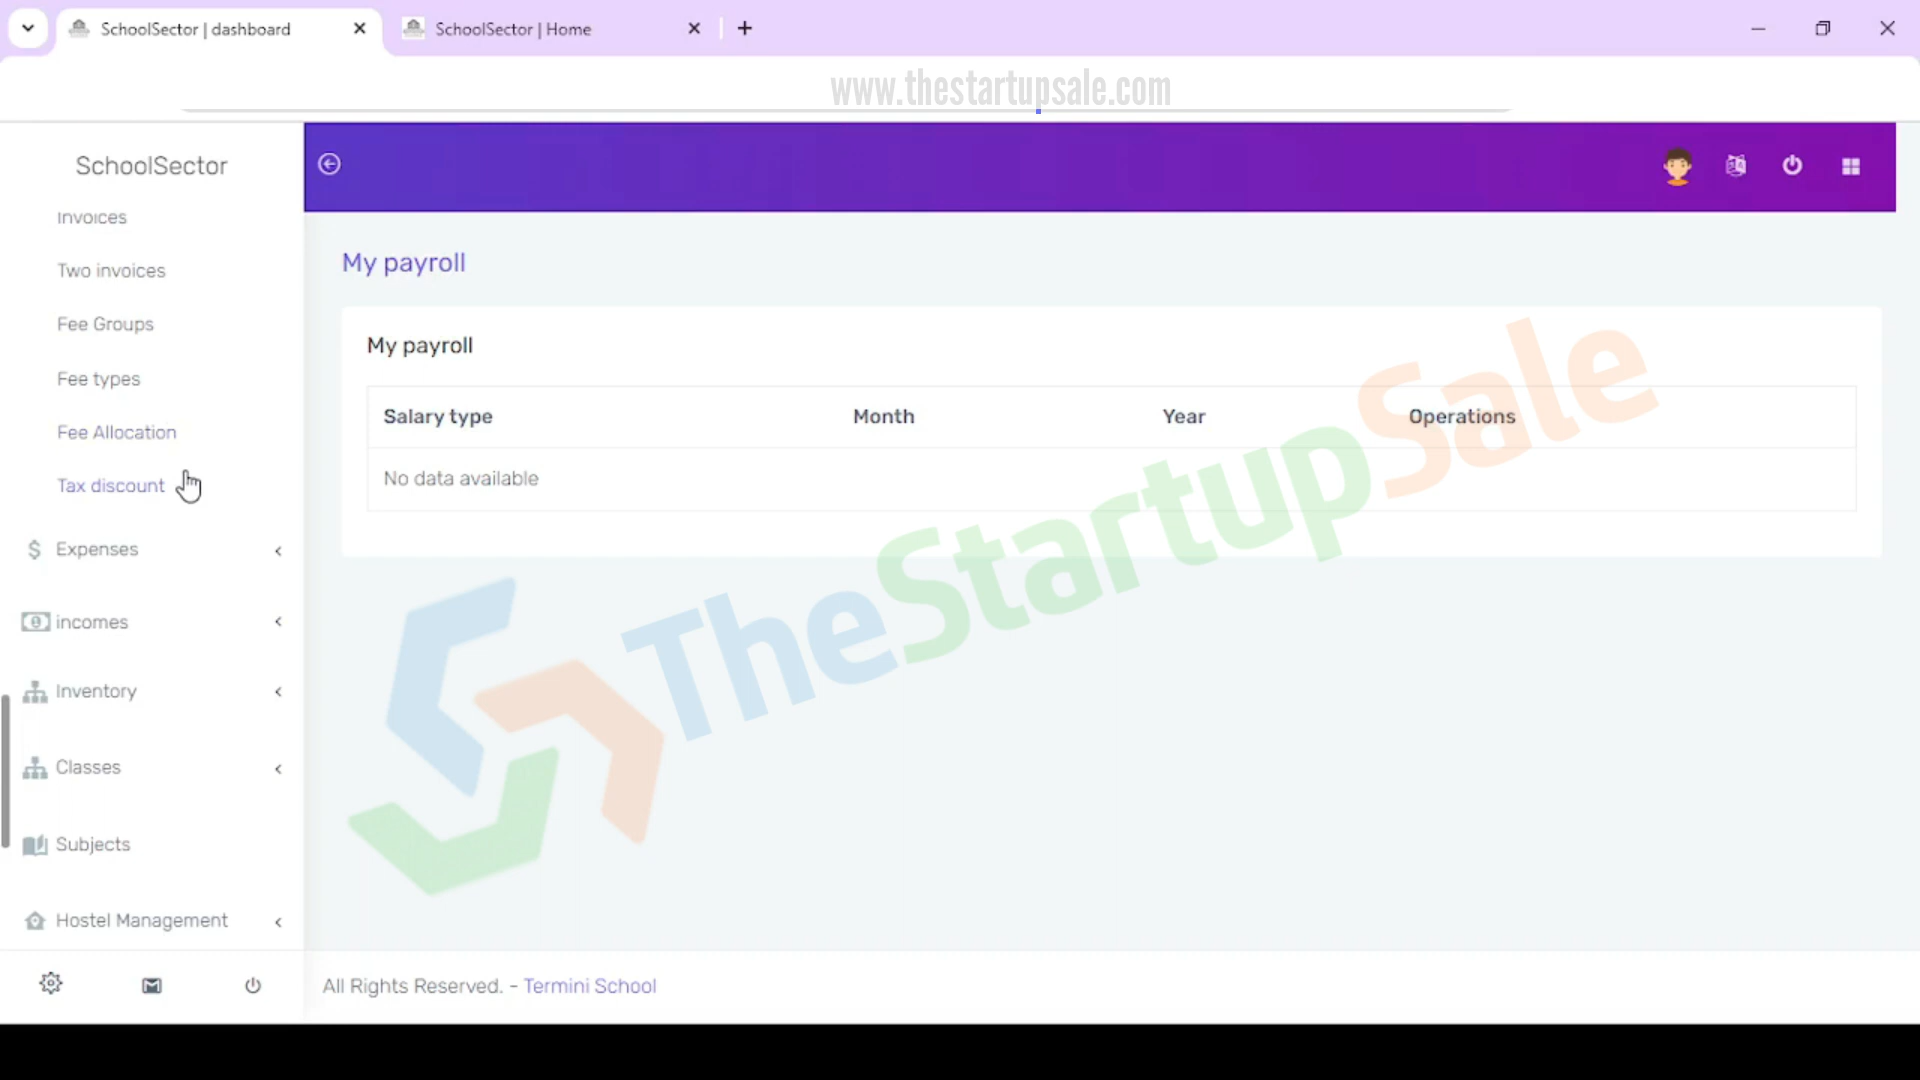 SchoolSector | dashboard
SchoolSector | Home
www.thestartupsale.com
SchoolSector
Invoices
Two invoices
Fee Groups
Fee types
Fee Allocation
Tax discount
Expenses
incomes
Inventory
Classes
Subjects
Hostel Management
My payroll
My payroll
Salary type Month Year Operations
No data available
TheStartupSale
All Rights Reserved. - Termini School